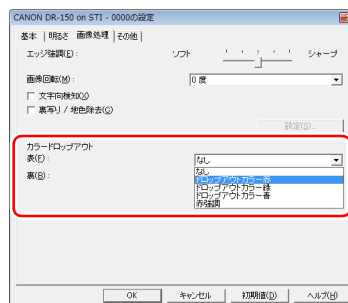 CANON DR-150 on STI - 0000の設定
基本 明るさ 画像処理 その他
エッジ強調(E): ソフト シャープ
画像回転(M): 0 度
文字向検知(X)
裏写り / 地色除去(C)
設定(S)...
カラードロップアウト
表(F): なし
なし
裏(B): ドロップアウトカラー赤
ドロップアウトカラー緑
ドロップアウトカラー青
赤強調
OK キャンセル 初期値(D) ヘルプ(H)